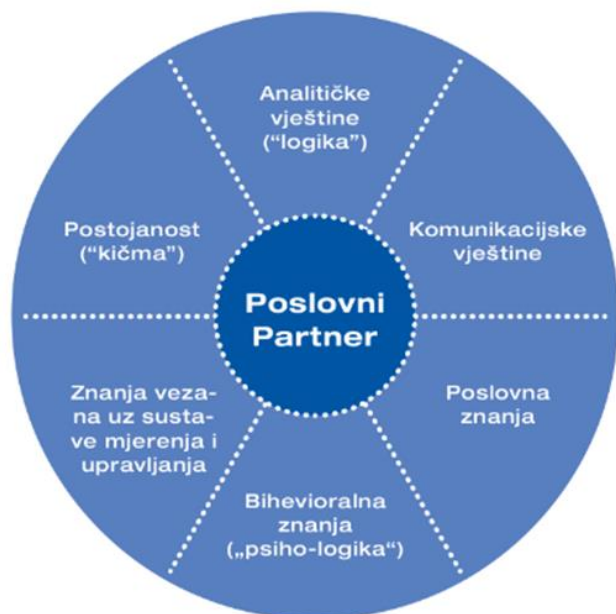 Analitičke
vještine
(“logika”)
Komunikacijske
vještine
Poslovna
znanja
Bihevioralna
znanja
(„psiho-logika“)
Znanja veza-
na uz susta-
ve mjerenja i
upravljanja
Postojanost
(“kičma”)
Poslovni
Partner